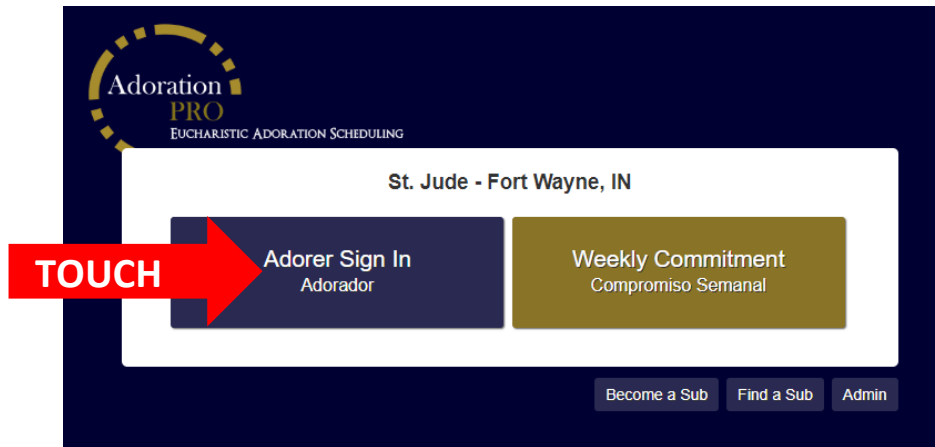 Adoration
PRO
EUCHARISTIC ADORATION SCHEDULING
St. Jude - Fort Wayne, IN
TOUCH
Adorer Sign In
Adorador
Weekly Commitment
Compromiso Semanal
Become a Sub
Find a Sub
Admin